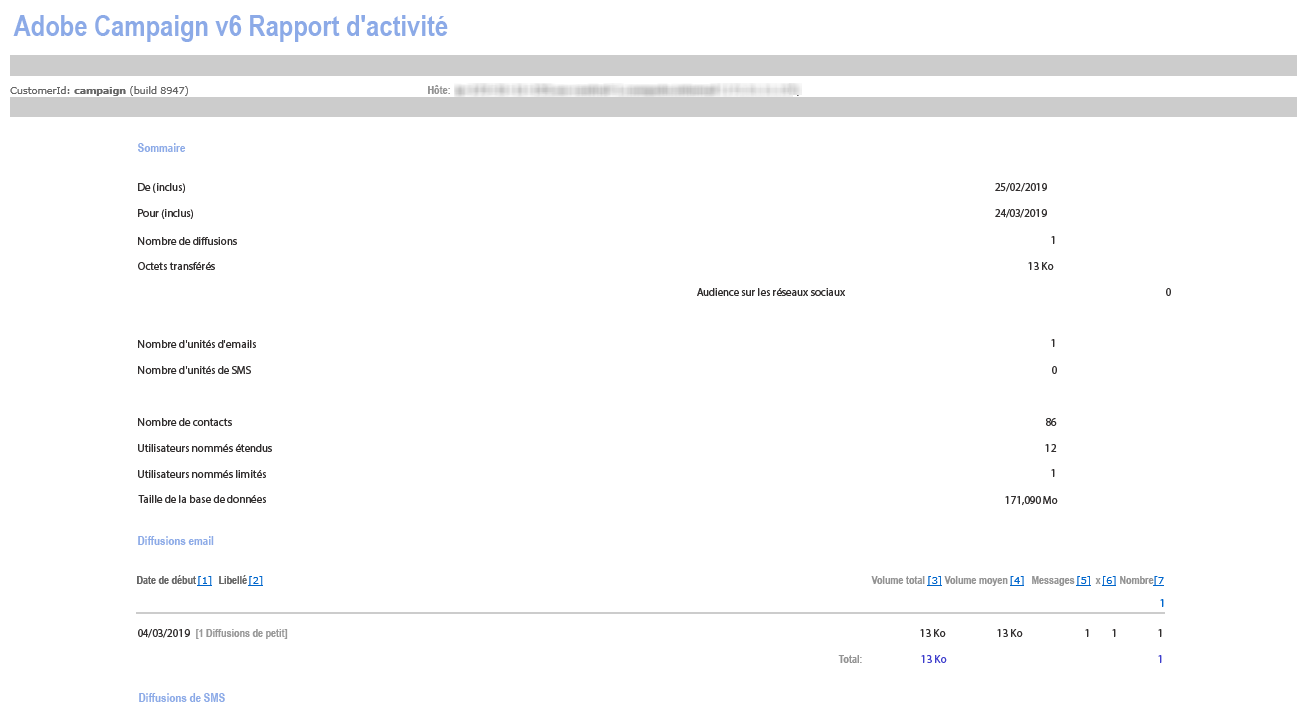 Adobe Campaign v6 Rapport d'activité
CustomerId: campaign (build 8947) Hôte:
Sommaire
De (inclus) 25/02/2019
Pour (inclus) 24/03/2019
Nombre de diffusions 1
Octets transférés 13 Ko
Audience sur les réseaux sociaux 0
Nombre d'unités d'emails 1
Nombre d'unités de SMS 0
Nombre de contacts 86
Utilisateurs nommés étendus 12
Utilisateurs nommés limités 1
Taille de la base de données 171,090 Mo
Diffusions email
Date de début [1] Libellé [2] Volume total [3] Volume moyen [4] Messages [5] x [6] Nombre[7
1
04/03/2019 [1 Diffusions de petit] 13 Ko 13 Ko 1 1 1
Total: 13 Ko 1
Diffusions de SMS